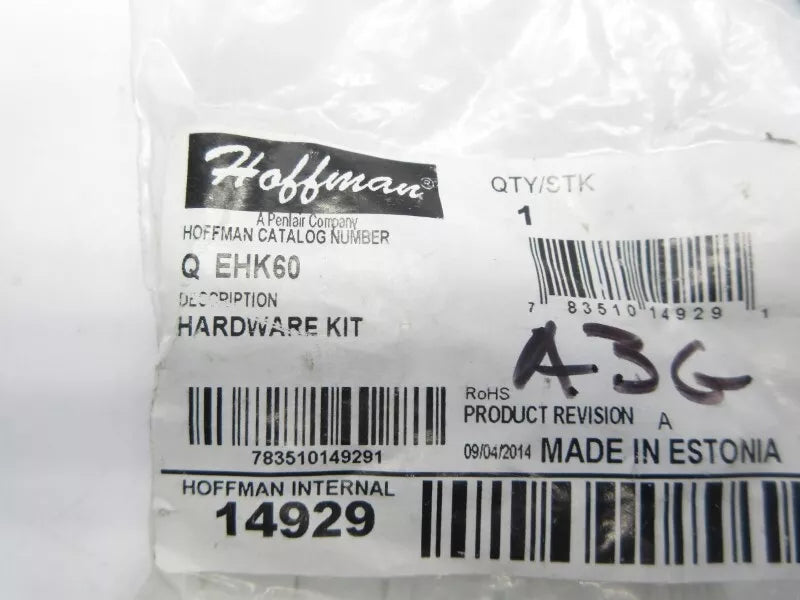 Hoffman®
A Pentair Company
HOFFMAN CATALOG NUMBER
Q EHK60
DESCRIPTION
HARDWARE KIT
783510149291
QTY/STK
1
7 83510 14929 1
A3G
RoHS
PRODUCT REVISION A
09/04/2014 MADE IN ESTONIA
HOFFMAN INTERNAL
14929